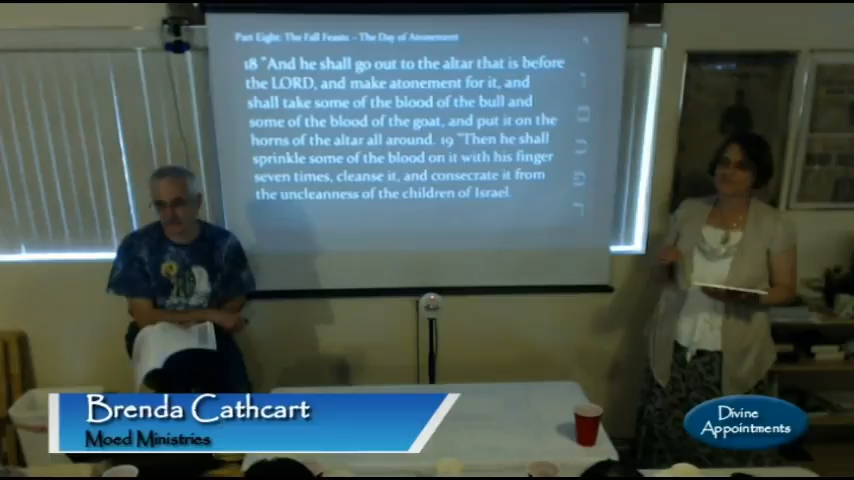 Part Eight: The Fall Feasts - The Day of Atonement
18 "And he shall go out to the altar that is before
the LORD, and make atonement for it, and
shall take some of the blood of the bull and
some of the blood of the goat, and put it on the
horns of the altar all around. 19 "Then he shall
sprinkle some of the blood on it with his finger
seven times, cleanse it, and consecrate it from
the uncleanness of the children of Israel.
Brenda Cathcart
Moed Ministries
Divine
Appointments